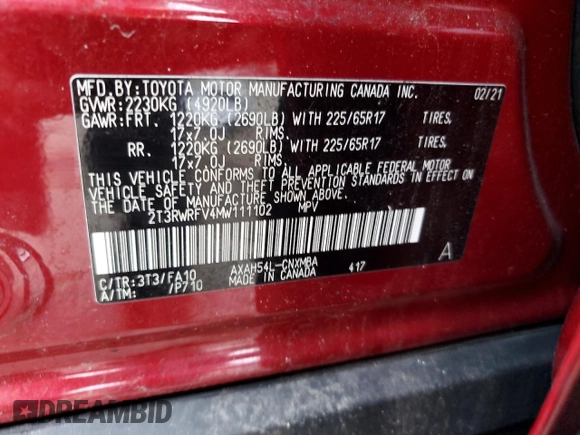 MFD.BY:TOYOTA MOTOR MANUFACTURING CANADA INC. 02/21
GVWR:2230KG (4920LB)
GAWR:FRT. 1220KG (2690LB) WITH 225/65R17 TIRES.
17x7.0J RIMS.
RR. 1220KG (2690LB) WITH 225/65R17 TIRES.
17x7.0J RIMS.
THIS VEHICLE CONFORMS TO ALL APPLICABLE FEDERAL MOTOR
VEHICLE SAFETY AND THEFT PREVENTION STANDARDS IN EFFECT ON
THE DATE OF MANUFACTURE SHOWN ABOVE.
2T3RWRFV4MW111102 MPV
C/TR:3T3/FA10 AXAH54L-CNXMBA 417 A
A/TM: /P710 MADE IN CANADA
DREAMBID